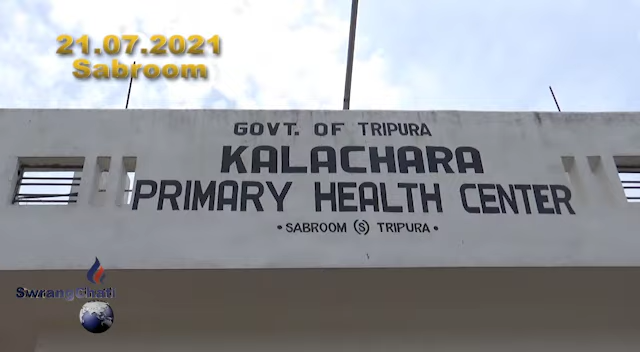 21.07.2021
Sabroom
GOVT. OF TRIPURA
KALACHARA
PRIMARY HEALTH CENTER
• SABROOM (S) TRIPURA •
SwrangChati